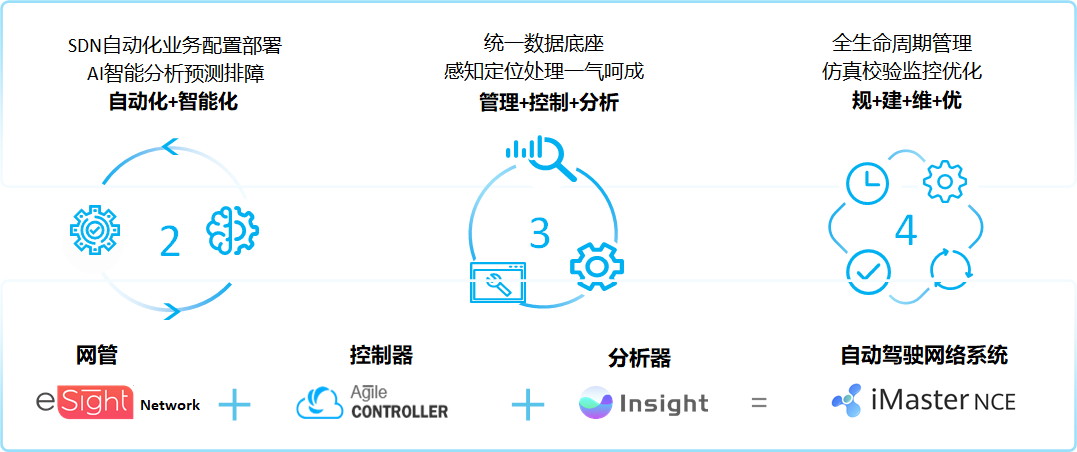 SDN自动化业务配置部署
AI智能分析预测排障
自动化+智能化
2
统一数据底座
感知定位处理一气呵成
管理+控制+分析
3
全生命周期管理
仿真校验监控优化
规+建+维+优
4
网管
eSight Network
+
控制器
Agile
CONTROLLER
+
分析器
Insight
=
自动驾驶网络系统
iMaster NCE